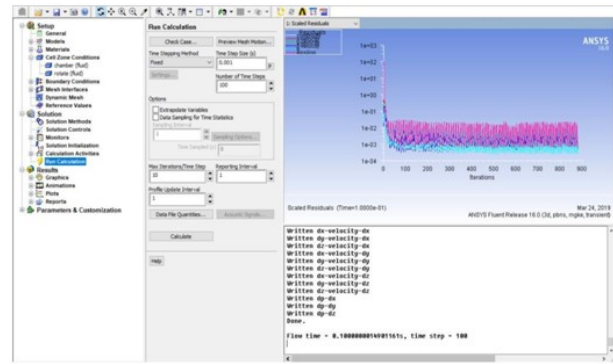 Setup
General
Models
Materials
Cell Zone Conditions
chamber (fluid)
rotate (fluid)
Boundary Conditions
Mesh Interfaces
Dynamic Mesh
Reference Values
Solution
Solution Methods
Solution Controls
Monitors
Solution Initialization
Calculation Activities
Run Calculation
Results
Graphics
Animations
Plots
Reports
Parameters & Customization
Run Calculation
Check Case...
Preview Mesh Motion...
Time Stepping Method
Time Step Size (s)
Fixed
0.001
P
Settings...
Number of Time Steps
100
Options
Extrapolate Variables
Data Sampling for Time Statistics
Sampling Interval
1
Sampling Options...
Time Sampled (s)
0
Max Iterations/Time Step
Reporting Interval
10
1
Profile Update Interval
1
Data File Quantities...
Acoustic Signals...
Calculate
Help
1: Scaled Residuals
Residuals
ANSYS
16.0
1e+03
1e+02
1e+01
1e+00
1e-01
1e-02
1e-03
1e-04
0 100 200 300 400 500 600 700 800 900
Iterations
Scaled Residuals (Time=1.0000e-01)
Mar 24, 2019
ANSYS Fluent Release 16.0 (3d, pbns, rngke, transient)
Written dx-velocity-dx
Written dy-velocity-dx
Written dz-velocity-dx
Written dx-velocity-dy
Written dy-velocity-dy
Written dz-velocity-dy
Written dx-velocity-dz
Written dy-velocity-dz
Written dz-velocity-dz
Written dp-dx
Written dp-dy
Written dp-dz
Done.
Flow time = 0.1000000014901161s, time step = 100